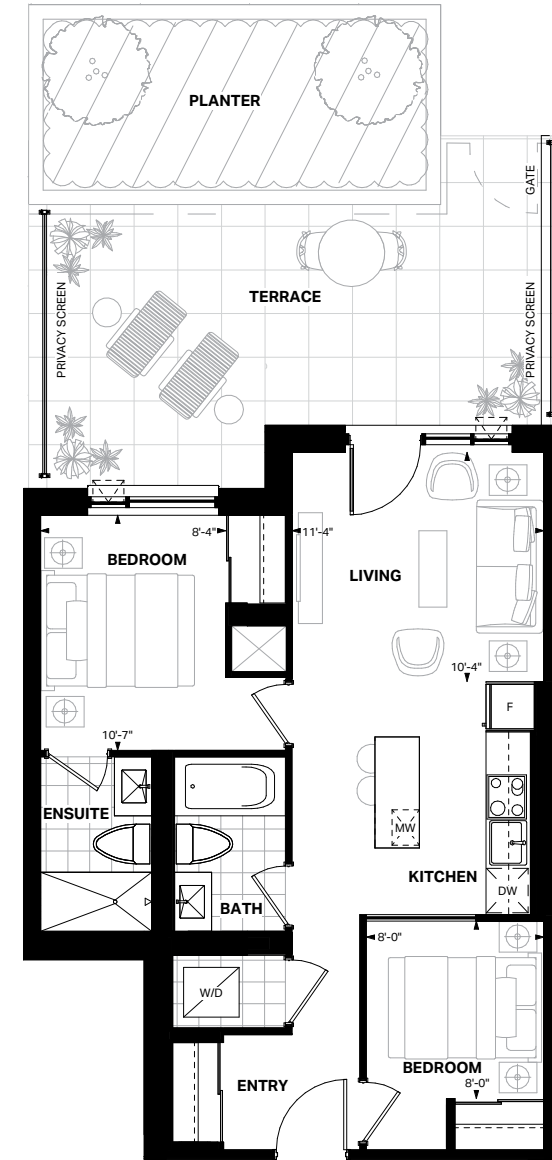 PLANTER
GATE
TERRACE
PRIVACY SCREEN
PRIVACY SCREEN
8'-4"
11'-4"
BEDROOM
LIVING
10'-4"
F
10'-7"
ENSUITE
MW
KITCHEN
DW
BATH
8'-0"
W/D
BEDROOM
8'-0"
ENTRY